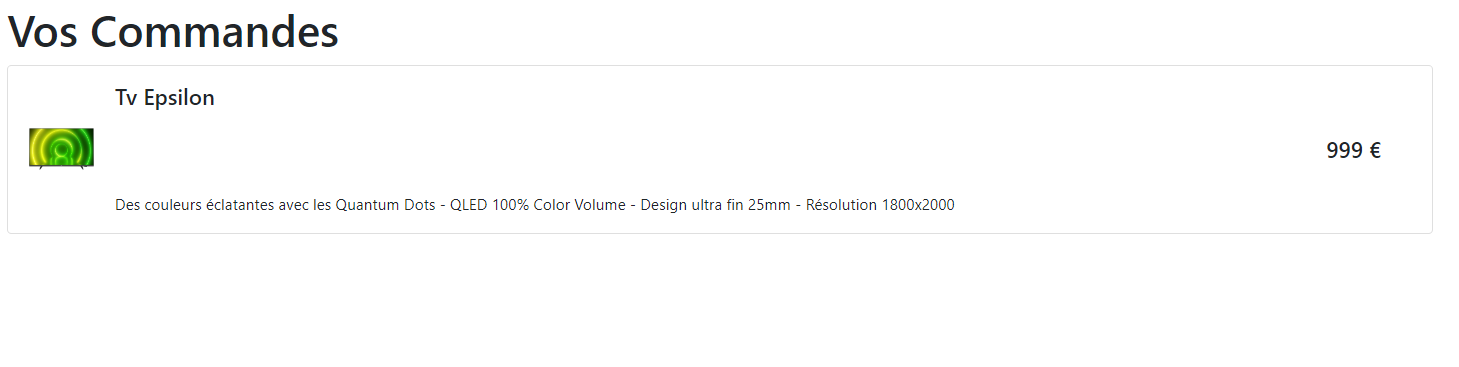 Vos Commandes
Tv Epsilon
999 €
Des couleurs éclatantes avec les Quantum Dots - QLED 100% Color Volume - Design ultra fin 25mm - Résolution 1800x2000